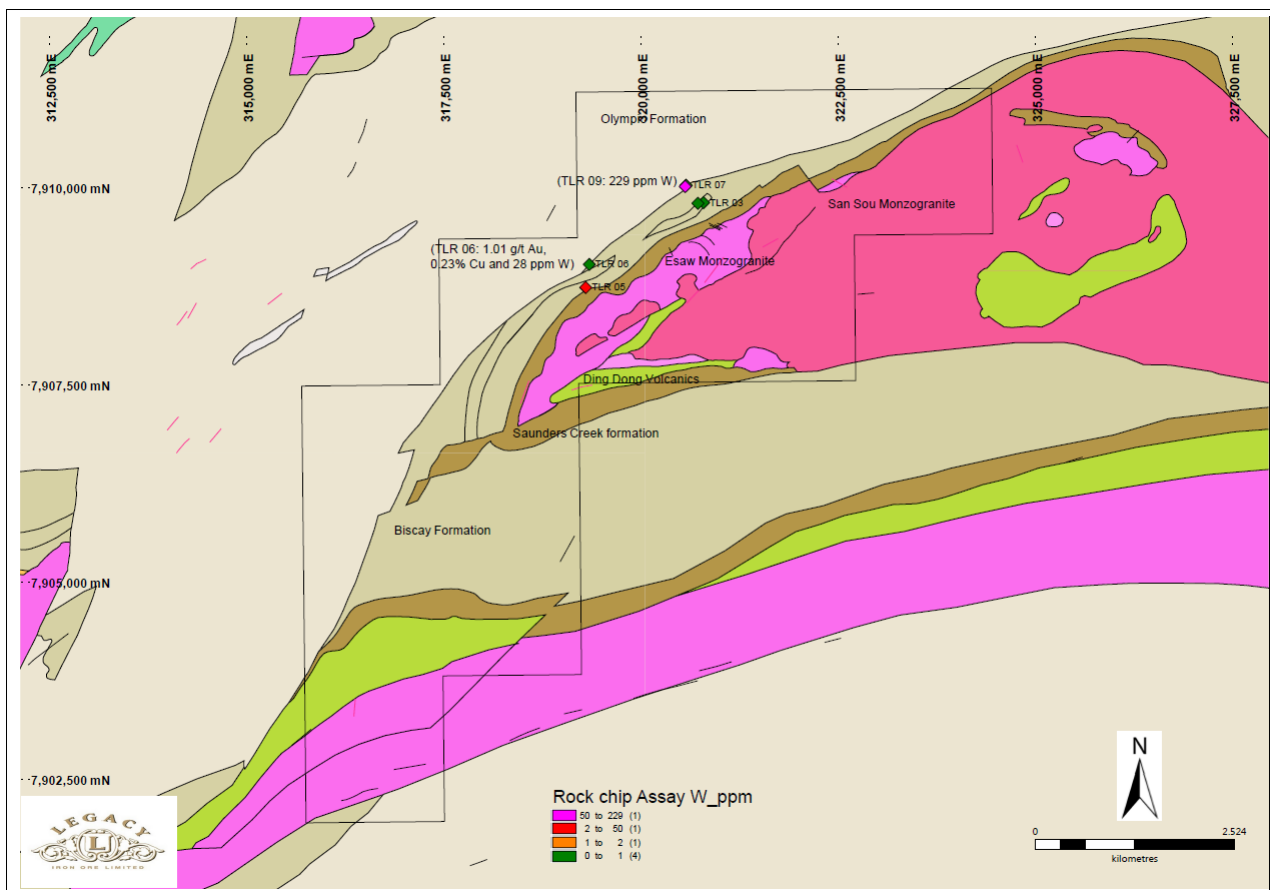 312,500 mE
315,000 mE
317,500 mE
320,000 mE
322,500 mE
325,000 mE
327,500 mE
Olympio Formation
7,910,000 mN
(TLR 09: 229 ppm W)
TLR 07
TLR 03
San Sou Monzogranite
(TLR 06: 1.01 g/t Au,
0.23% Cu and 28 ppm W)
TLR 06
Esaw Monzogranite
TLR 05
7,907,500 mN
Ding Dong Volcanics
Saunders Creek formation
Biscay Formation
7,905,000 mN
7,902,500 mN
N
Rock chip Assay W_ppm
50 to 229 (1)
2 to 50 (1)
1 to 2 (1)
0 to 1 (4)
0 2.524
kilometres
LEGACY
LJ
IRON ORE LIMITED